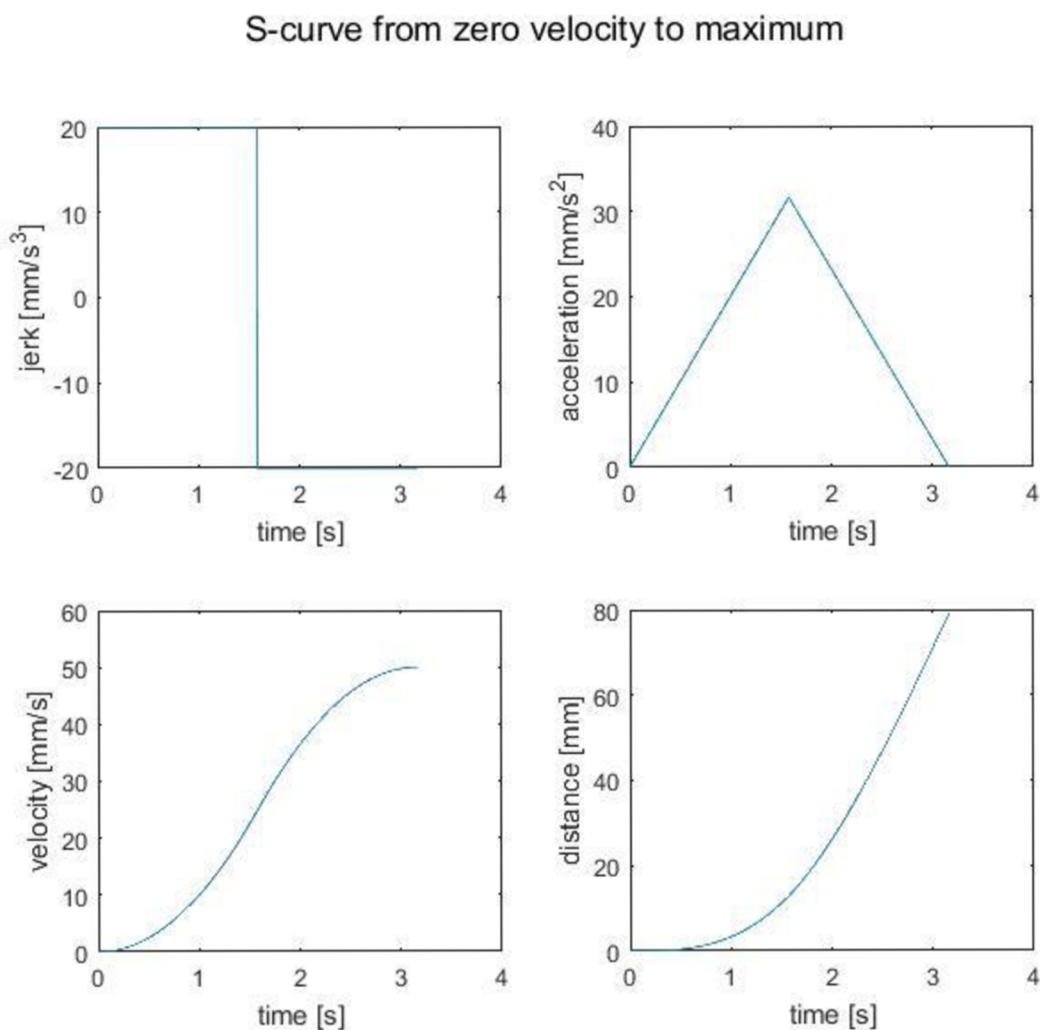 S-curve from zero velocity to maximum
20
10
0
-10
-20
jerk [mm/s³]
0 1 2 3 4
time [s]
40
30
20
10
0
acceleration [mm/s²]
0 1 2 3 4
time [s]
60
50
40
30
20
10
0
velocity [mm/s]
0 1 2 3 4
time [s]
80
60
40
20
0
distance [mm]
0 1 2 3 4
time [s]